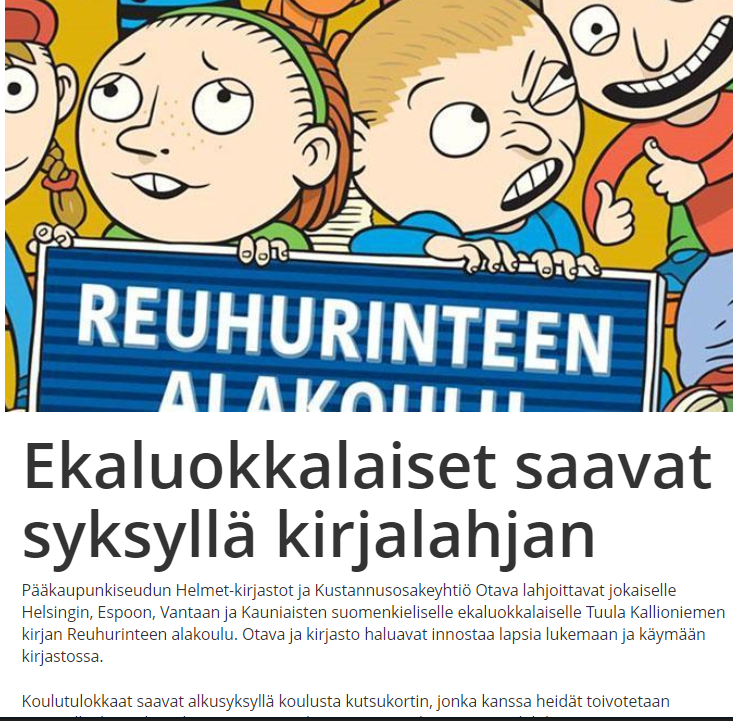 REUHURINTEEN
ALAKOULU
Ekaluokkalaiset saavat
syksyllä kirjalahjan
Pääkaupunkiseudun Helmet-kirjastot ja Kustannusosakeyhtiö Otava lahjoittavat jokaiselle
Helsingin, Espoon, Vantaan ja Kauniaisten suomenkieliselle ekaluokkalaiselle Tuula Kallioniemen
kirjan Reuhurinteen alakoulu. Otava ja kirjasto haluavat innostaa lapsia lukemaan ja käymään
kirjastossa.
Koulutulokkaat saavat alkusyksyllä koulusta kutsukortin, jonka kanssa heidät toivotetaan